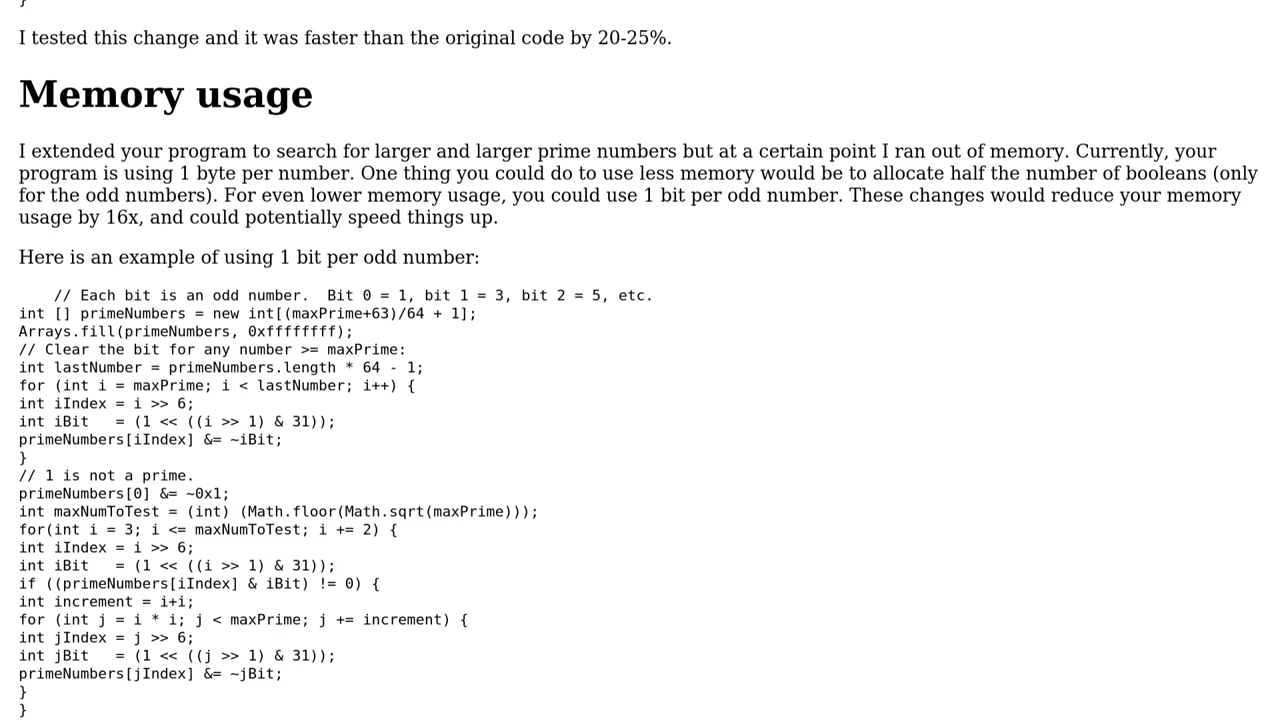 }
I tested this change and it was faster than the original code by 20-25%.
Memory usage
I extended your program to search for larger and larger prime numbers but at a certain point I ran out of memory. Currently, your
program is using 1 byte per number. One thing you could do to use less memory would be to allocate half the number of booleans (only
for the odd numbers). For even lower memory usage, you could use 1 bit per odd number. These changes would reduce your memory
usage by 16x, and could potentially speed things up.
Here is an example of using 1 bit per odd number:
    // Each bit is an odd number.  Bit 0 = 1, bit 1 = 3, bit 2 = 5, etc.
int [] primeNumbers = new int[(maxPrime+63)/64 + 1];
Arrays.fill(primeNumbers, 0xffffffff);
// Clear the bit for any number >= maxPrime:
int lastNumber = primeNumbers.length * 64 - 1;
for (int i = maxPrime; i < lastNumber; i++) {
int iIndex = i >> 6;
int iBit   = (1 << ((i >> 1) & 31));
primeNumbers[iIndex] &= ~iBit;
}
// 1 is not a prime.
primeNumbers[0] &= ~0x1;
int maxNumToTest = (int) (Math.floor(Math.sqrt(maxPrime)));
for(int i = 3; i <= maxNumToTest; i += 2) {
int iIndex = i >> 6;
int iBit   = (1 << ((i >> 1) & 31));
if ((primeNumbers[iIndex] & iBit) != 0) {
int increment = i+i;
for (int j = i * i; j < maxPrime; j += increment) {
int jIndex = j >> 6;
int jBit   = (1 << ((j >> 1) & 31));
primeNumbers[jIndex] &= ~jBit;
}
}